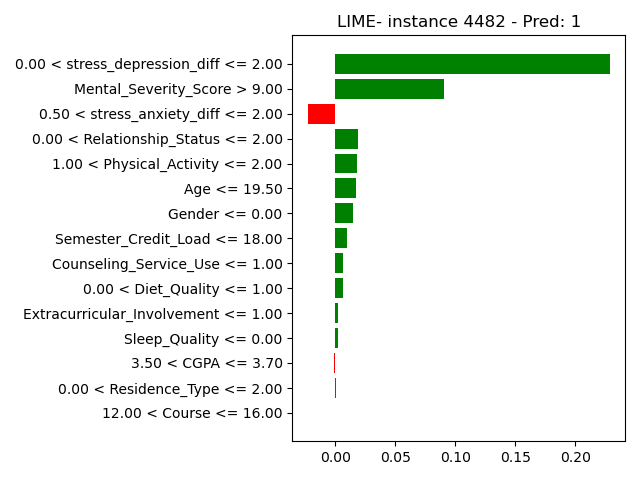 LIME- instance 4482 - Pred: 1
0.00 < stress_depression_diff <= 2.00
Mental_Severity_Score > 9.00
0.50 < stress_anxiety_diff <= 2.00
0.00 < Relationship_Status <= 2.00
1.00 < Physical_Activity <= 2.00
Age <= 19.50
Gender <= 0.00
Semester_Credit_Load <= 18.00
Counseling_Service_Use <= 1.00
0.00 < Diet_Quality <= 1.00
Extracurricular_Involvement <= 1.00
Sleep_Quality <= 0.00
3.50 < CGPA <= 3.70
0.00 < Residence_Type <= 2.00
12.00 < Course <= 16.00
0.00 0.05 0.10 0.15 0.20